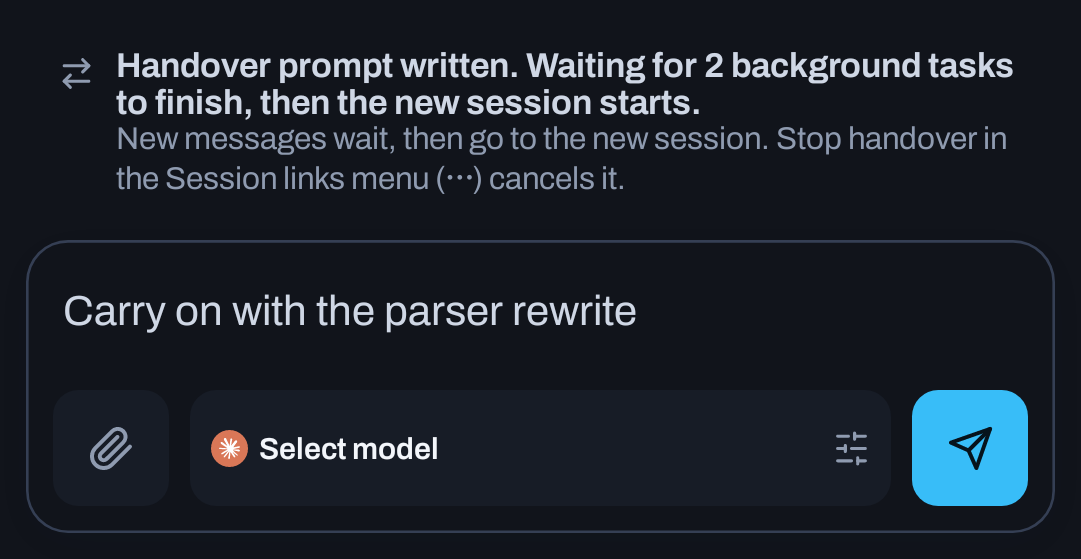 Handover prompt written. Waiting for 2 background tasks
to finish, then the new session starts.
New messages wait, then go to the new session. Stop handover in
the Session links menu (···) cancels it.
Carry on with the parser rewrite
Select model